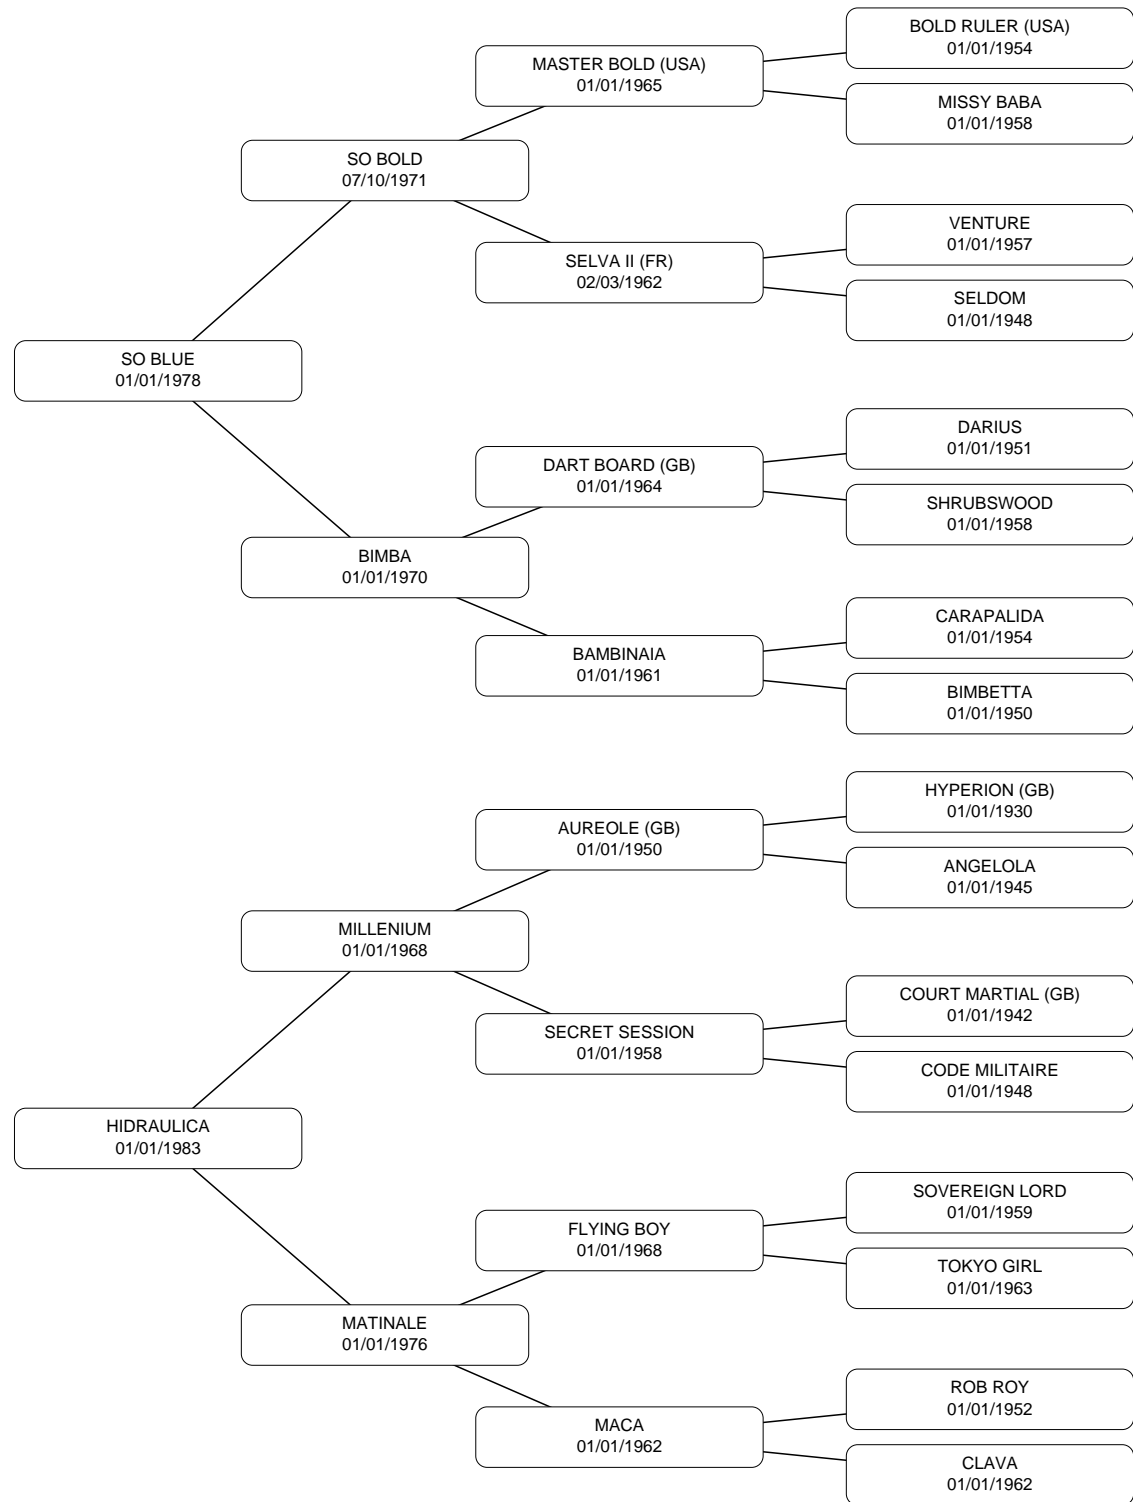 BOLD RULER (USA)
01/01/1954
MASTER BOLD (USA)
01/01/1965
MISSY BABA
01/01/1958
SO BOLD
07/10/1971
VENTURE
01/01/1957
SELVA II (FR)
02/03/1962
SELDOM
01/01/1948
SO BLUE
01/01/1978
DARIUS
01/01/1951
DART BOARD (GB)
01/01/1964
SHRUBSWOOD
01/01/1958
BIMBA
01/01/1970
CARAPALIDA
01/01/1954
BAMBINAIA
01/01/1961
BIMBETTA
01/01/1950
HYPERION (GB)
01/01/1930
AUREOLE (GB)
01/01/1950
ANGELOLA
01/01/1945
MILLENIUM
01/01/1968
COURT MARTIAL (GB)
01/01/1942
SECRET SESSION
01/01/1958
CODE MILITAIRE
01/01/1948
HIDRAULICA
01/01/1983
SOVEREIGN LORD
01/01/1959
FLYING BOY
01/01/1968
TOKYO GIRL
01/01/1963
MATINALE
01/01/1976
ROB ROY
01/01/1952
MACA
01/01/1962
CLAVA
01/01/1962